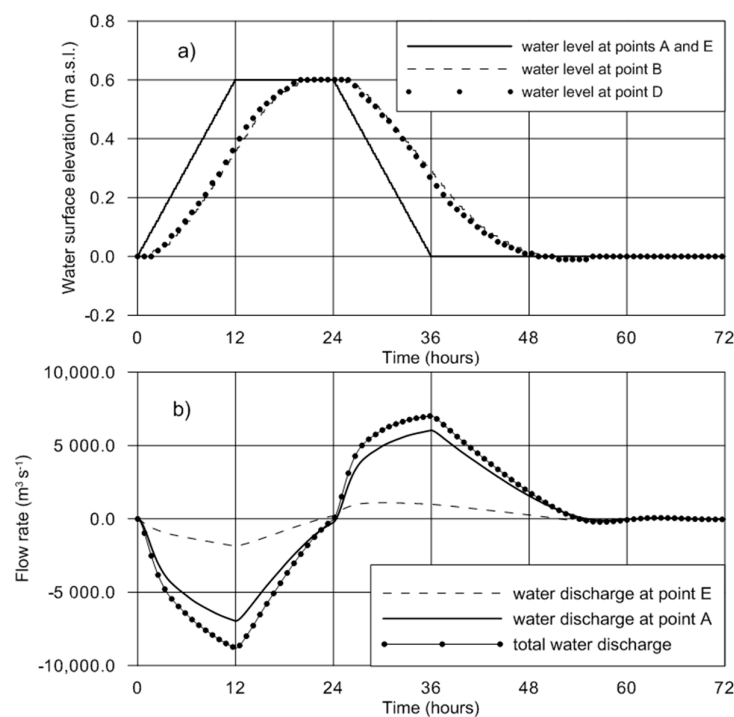 0.8
a)
water level at points A and E
water level at point B
water level at point D
0.6
0.4
0.2
0.0
-0.2
Water surface elevation (m a.s.l.)
0 12 24 36 48 60 72
Time (hours)
10,000.0
b)
5 000.0
0.0
-5 000.0
-10,000.0
Flow rate (m³ s⁻¹)
water discharge at point E
water discharge at point A
total water discharge
0 12 24 36 48 60 72
Time (hours)